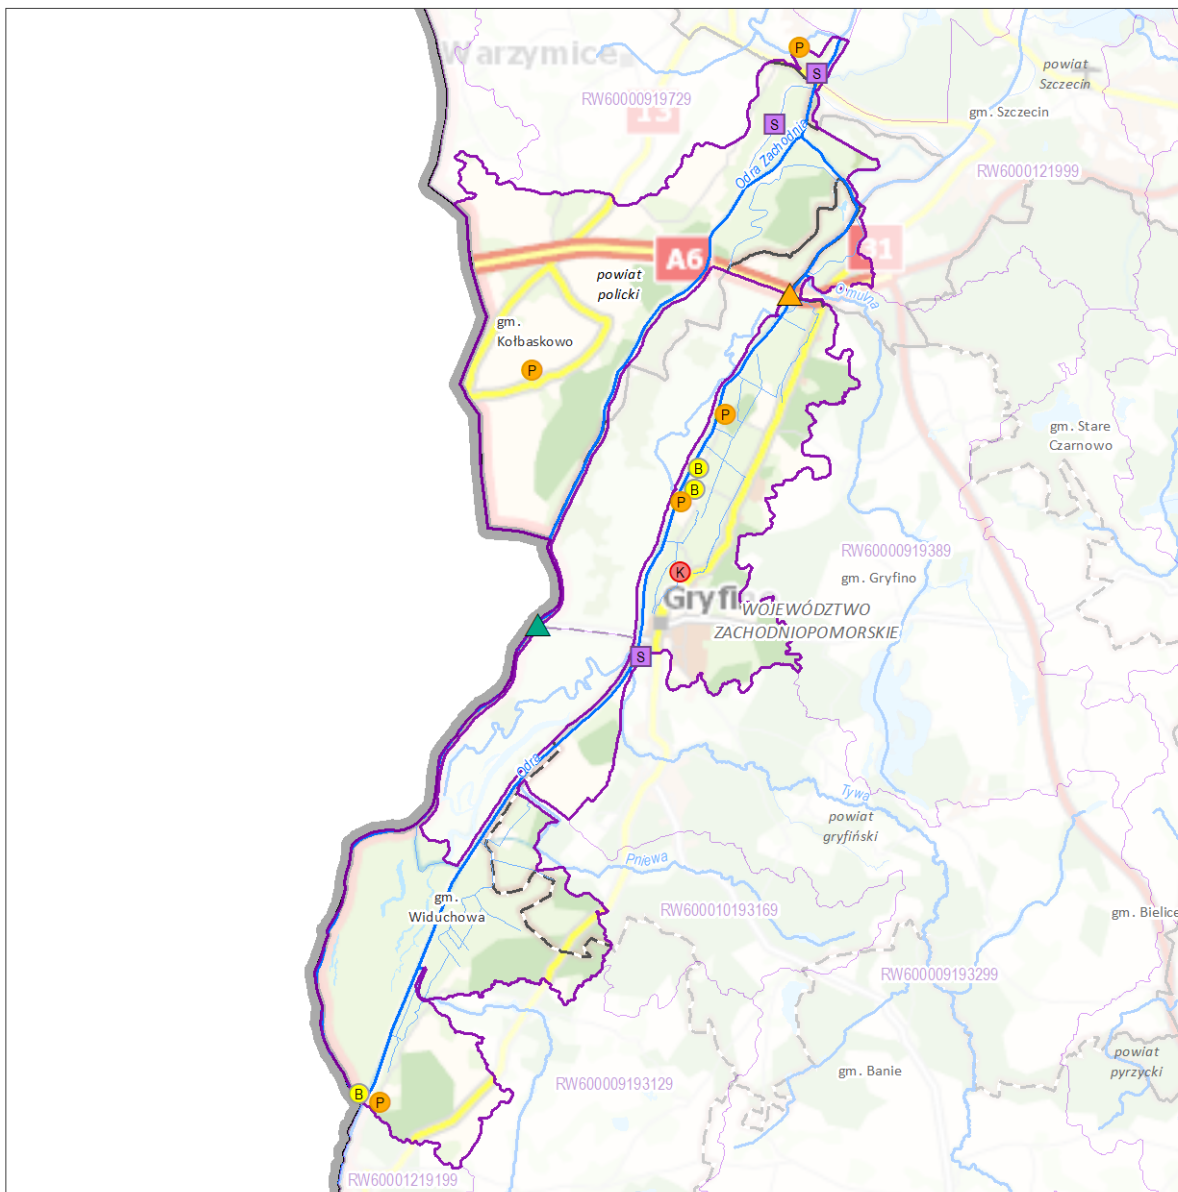 Warzymice
P
S
powiat
Szczecin
RW60000919729
13
gm. Szczecin
S
Odra Zachodnia
RW6000121999
A6
31
powiat
policki
Omulna
gm.
Kołbaskowo
P
P
gm. Stare
Czarnowo
B
B
P
RW60000919389
K
gm. Gryfino
Gryfi
WOJEWÓDZTWO
ZACHODNIOPOMORSKIE
S
Odra
Tywa
powiat
gryfiński
Pniewa
gm.
Widuchowa
RW600010193169
gm. Bielice
RW600009193299
powiat
pyrzycki
gm. Banie
RW600009193129
B
P
RW60001219199